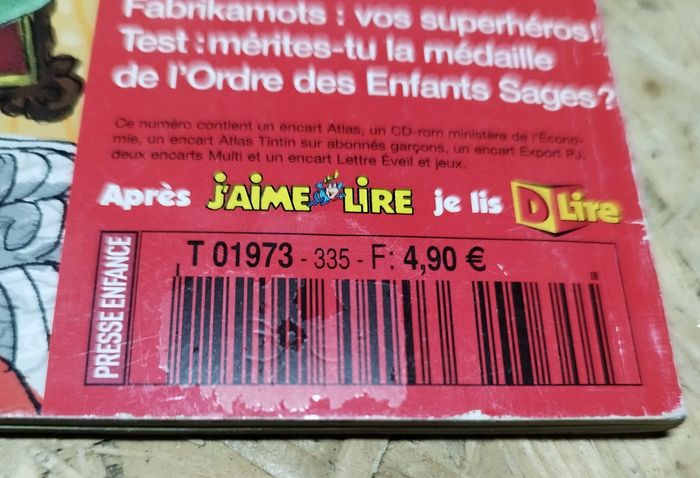 Fabrikamots : vos superhéros!
Test : mérites-tu la médaille
de l'Ordre des Enfants Sages?
Ce numéro contient un encart Atlas, un CD-rom ministère de l'Écono-
mie, un encart Atlas Tintin sur abonnés garçons, un encart Export PJ,
deux encarts Multi et un encart Lettre Éveil et jeux.
Après J'AIME LIRE je lis D Lire
PRESSE ENFANCE
T 01973 - 335 - F: 4,90 €